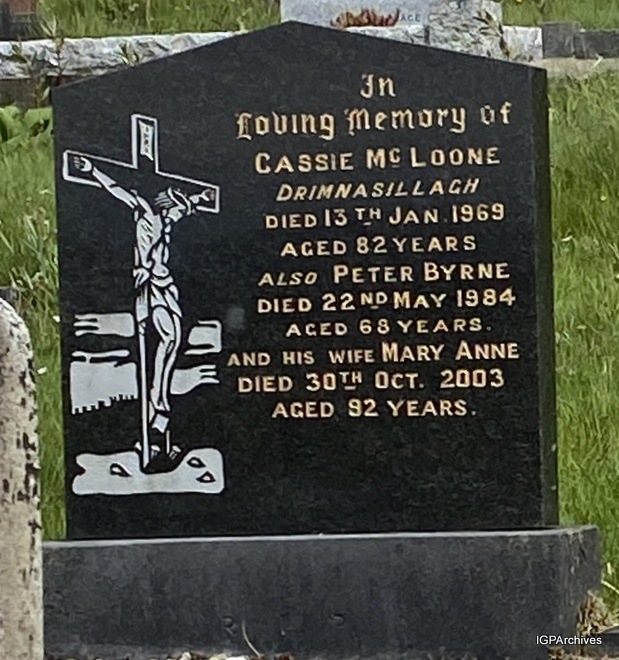 In
Loving Memory of
CASSIE McLOONE
DRIMNASILLAGH
DIED 13TH JAN. 1969
AGED 82 YEARS
ALSO PETER BYRNE
DIED 22ND MAY 1984
AGED 68 YEARS.
AND HIS WIFE MARY ANNE
DIED 30TH OCT. 2003
AGED 92 YEARS.
IGPArchives